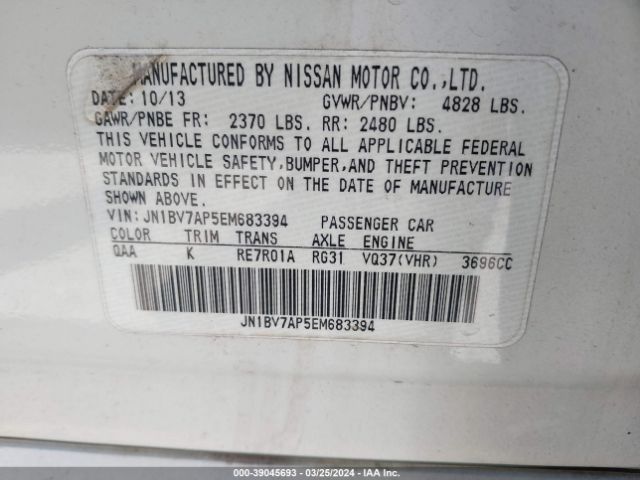 MANUFACTURED BY NISSAN MOTOR CO.,LTD.
DATE: 10/13 GVWR/PNBV: 4828 LBS.
GAWR/PNBE FR: 2370 LBS. RR: 2480 LBS.
THIS VEHICLE CONFORMS TO ALL APPLICABLE FEDERAL
MOTOR VEHICLE SAFETY,BUMPER,AND THEFT PREVENTION
STANDARDS IN EFFECT ON THE DATE OF MANUFACTURE
SHOWN ABOVE.
VIN:JN1BV7AP5EM683394 PASSENGER CAR
COLOR TRIM TRANS AXLE ENGINE
QAA K RE7R01A RG31 VQ37(VHR) 3696CC
JN1BV7AP5EM683394
000-39045693 | 03/25/2024 | IAAI.COM